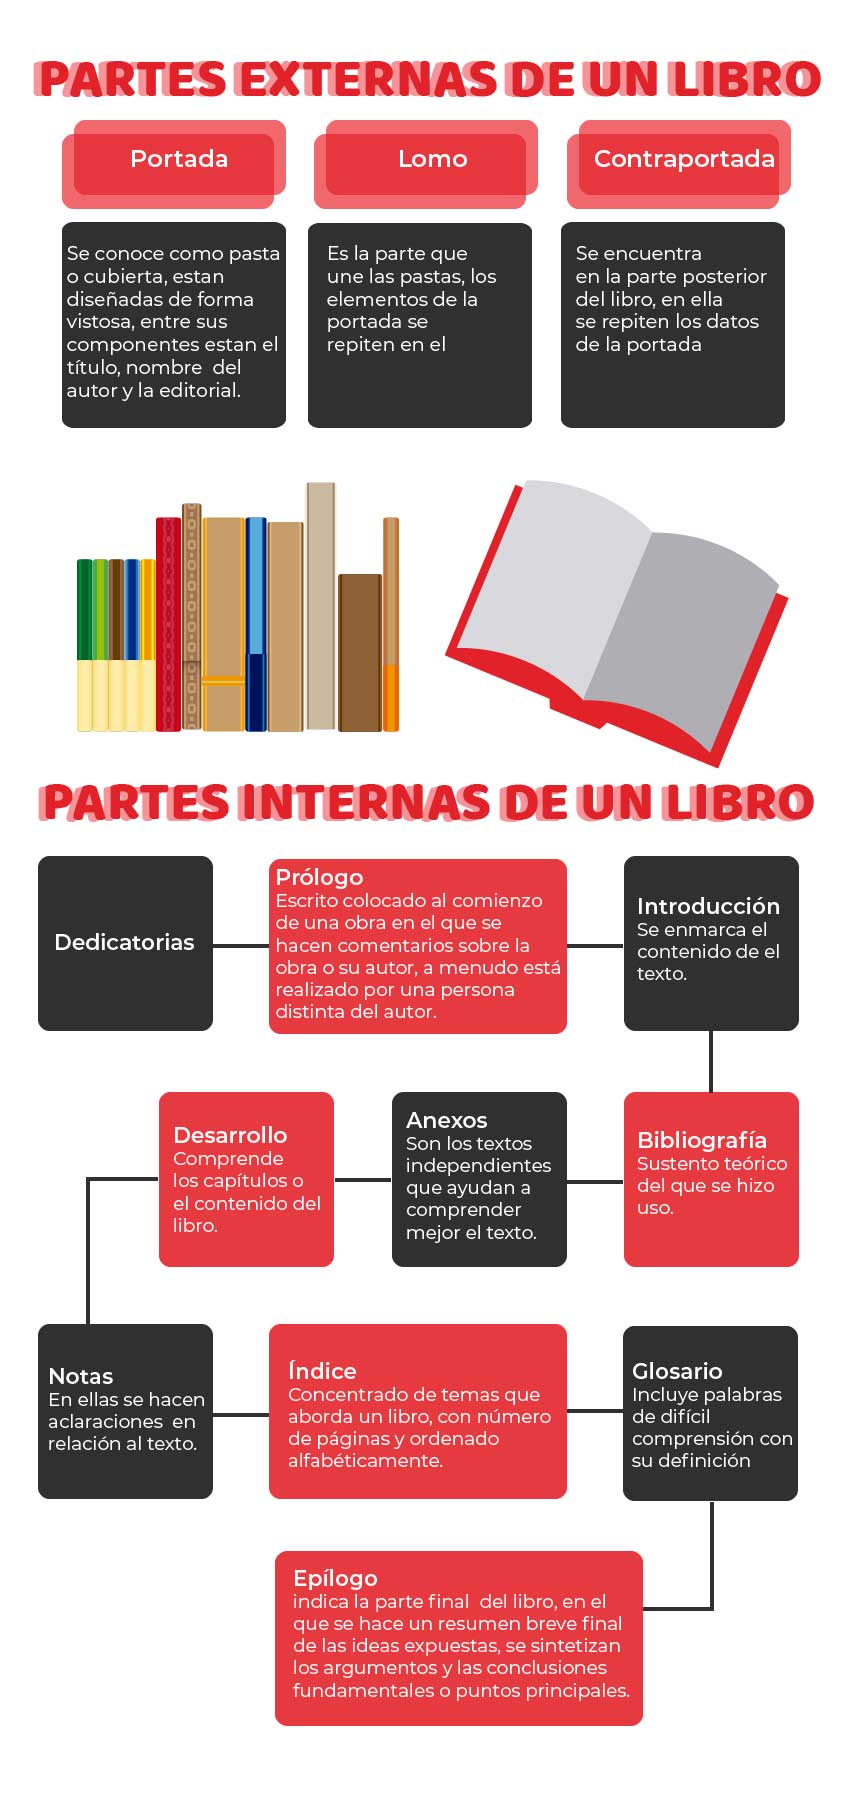 PARTES EXTERNAS DE UN LIBRO
Portada
Se conoce como pasta
o cubierta, estan
diseñadas de forma
vistosa, entre sus
componentes estan el
título, nombre  del
autor y la editorial.
Lomo
Es la parte que
une las pastas, los
elementos de la
portada se
repiten en el
Contraportada
Se encuentra
en la parte posterior
del libro, en ella
se repiten los datos
de la portada
PARTES INTERNAS DE UN LIBRO
Dedicatorias
Prólogo
Escrito colocado al comienzo
de una obra en el que se
hacen comentarios sobre la
obra o su autor, a menudo está
realizado por una persona
distinta del autor.
Introducción
Se enmarca el
contenido de el
texto.
Desarrollo
Comprende
los capítulos o
el contenido del
libro.
Anexos
Son los textos
independientes
que ayudan a
comprender
mejor el texto.
Bibliografía
Sustento teórico
del que se hizo
uso.
Notas
En ellas se hacen
aclaraciones  en
relación al texto.
Índice
Concentrado de temas que
aborda un libro, con número
de páginas y ordenado
alfabéticamente.
Glosario
Incluye palabras
de difícil
comprensión con
su definición
Epílogo
indica la parte final  del libro, en el
que se hace un resumen breve final
de las ideas expuestas, se sintetizan
los argumentos y las conclusiones
fundamentales o puntos principales.